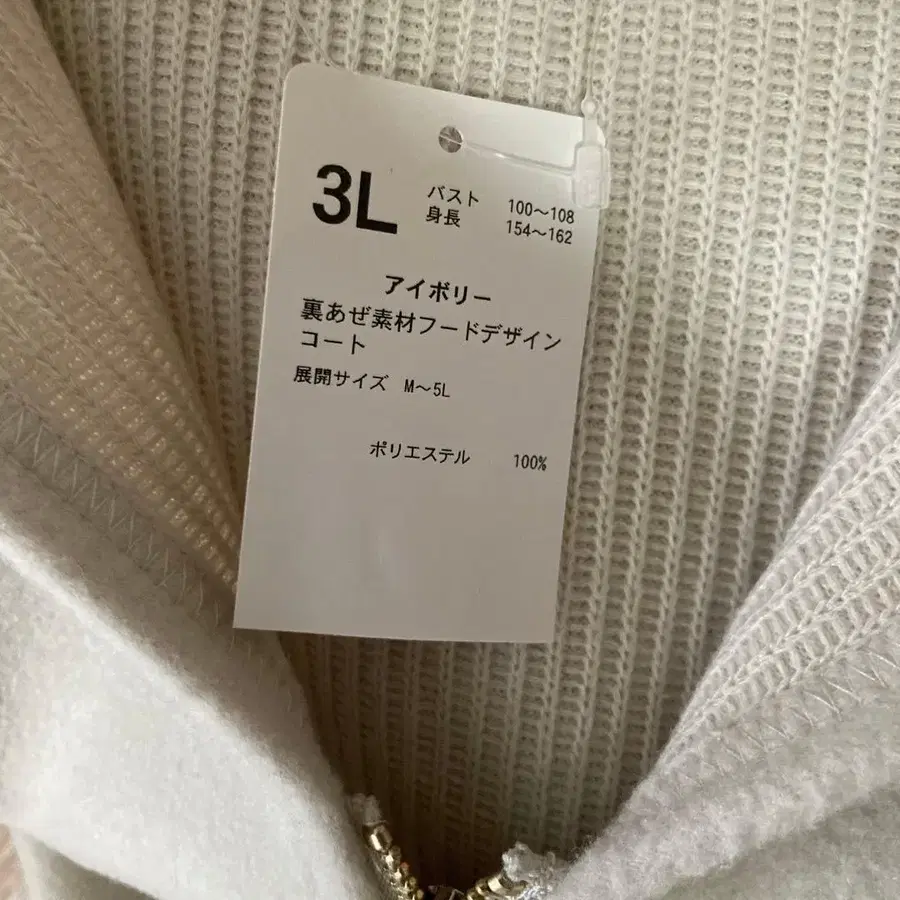 3L
バスト 100～108
身長 154～162
アイボリー
裏あぜ素材フードデザイン
コート
展開サイズ M～5L
ポリエステル 100%